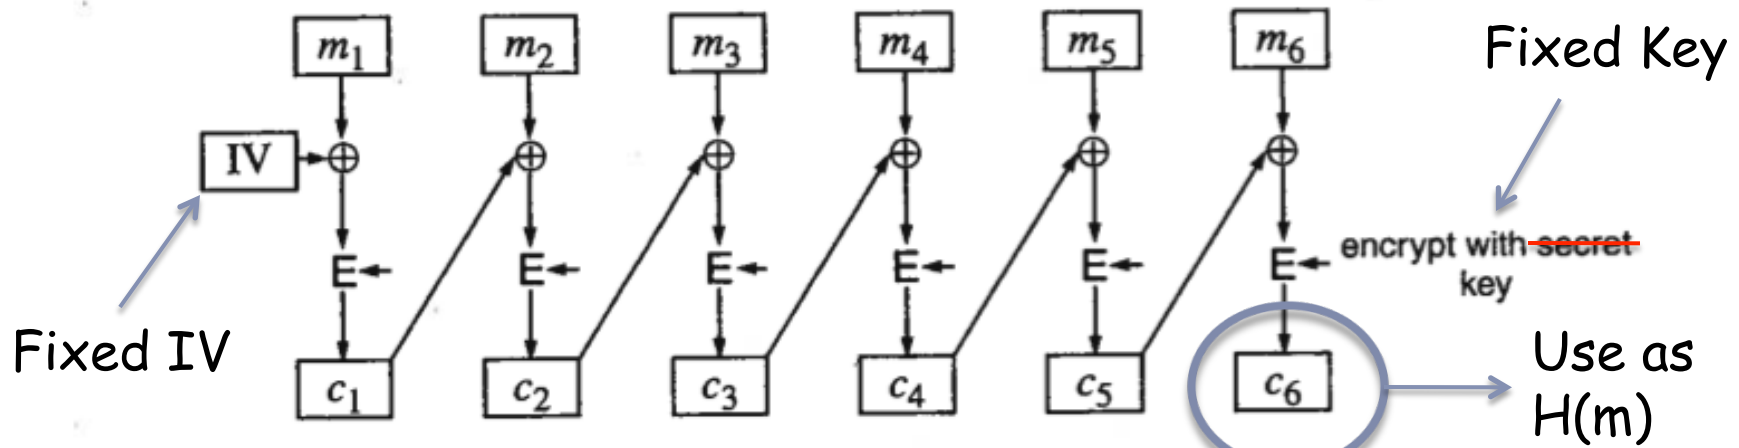 m1 m2 m3 m4 m5 m6
Fixed Key
IV
E E E E E E encrypt with secret
key
Fixed IV
c1 c2 c3 c4 c5 c6
Use as
H(m)